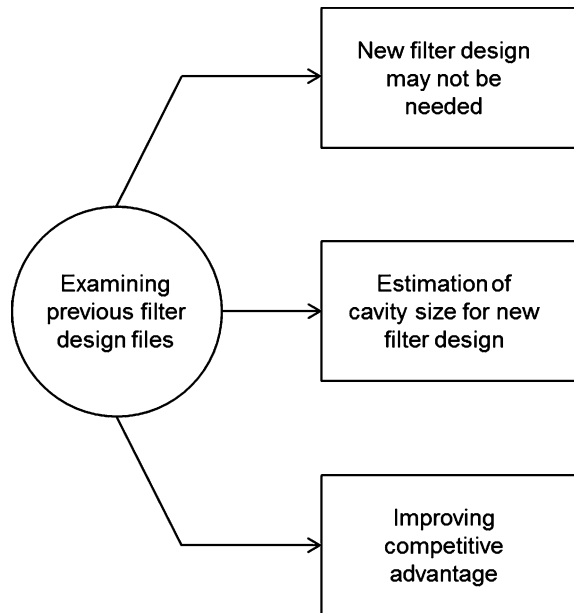 New filter design
may not be
needed
Examining
previous filter
design files
Estimation of
cavity size for new
filter design
Improving
competitive
advantage